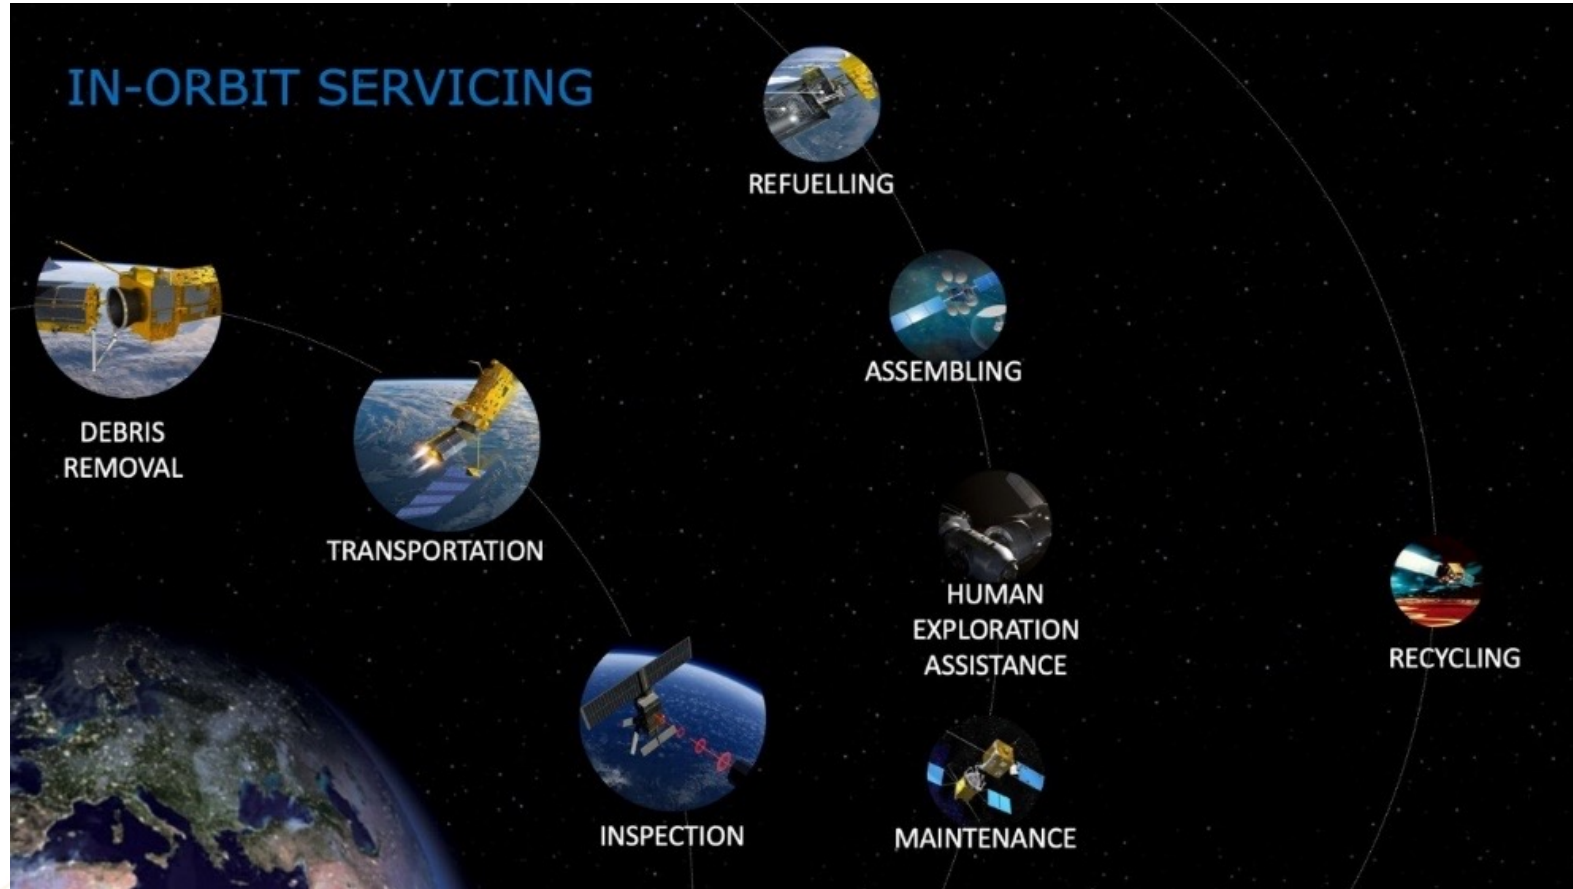 IN-ORBIT SERVICING
REFUELLING
ASSEMBLING
DEBRIS
REMOVAL
TRANSPORTATION
HUMAN
EXPLORATION
ASSISTANCE
RECYCLING
INSPECTION
MAINTENANCE